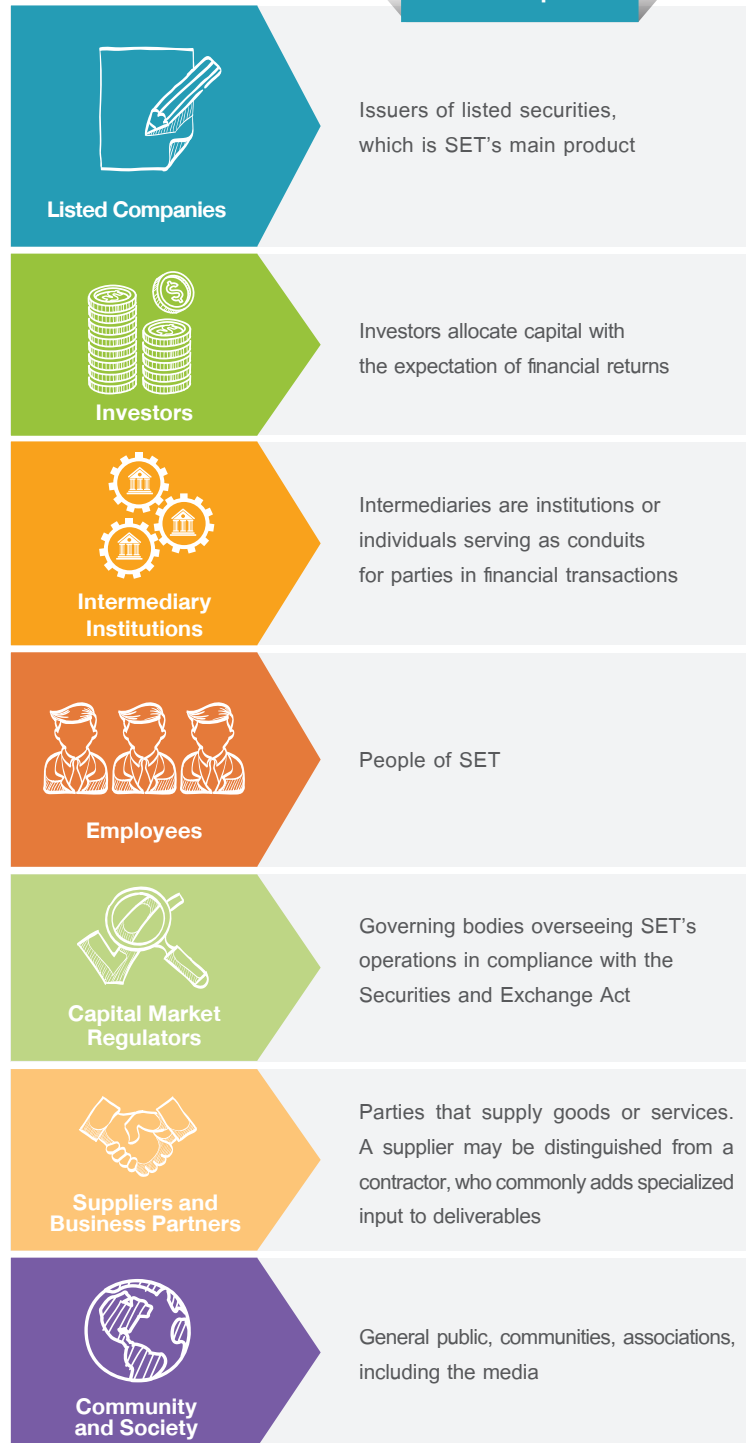 Listed Companies
Issuers of listed securities,
which is SET's main product
Investors
Investors allocate capital with
the expectation of financial returns
Intermediary
Institutions
Intermediaries are institutions or
individuals serving as conduits
for parties in financial transactions
Employees
People of SET
Capital Market
Regulators
Governing bodies overseeing SET's
operations in compliance with the
Securities and Exchange Act
Suppliers and
Business Partners
Parties that supply goods or services.
A supplier may be distinguished from a
contractor, who commonly adds specialized
input to deliverables
Community
and Society
General public, communities, associations,
including the media